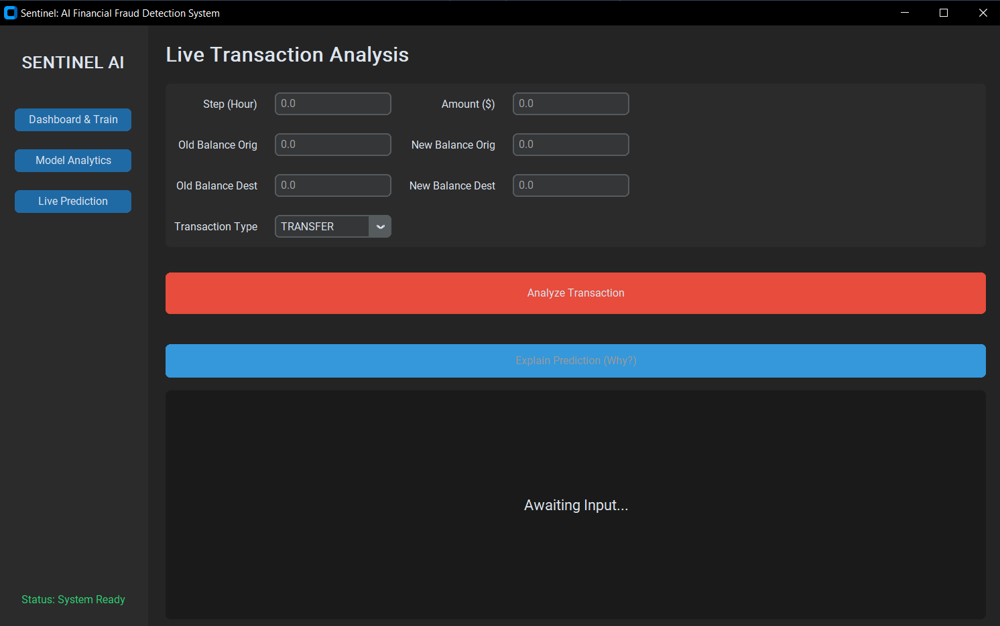 Sentinel: AI Financial Fraud Detection System
SENTINEL AI
Dashboard & Train
Model Analytics
Live Prediction
Status: System Ready
Live Transaction Analysis
Step (Hour) 0.0 Amount ($) 0.0
Old Balance Orig 0.0 New Balance Orig 0.0
Old Balance Dest 0.0 New Balance Dest 0.0
Transaction Type TRANSFER
Analyze Transaction
Explain Prediction (Why?)
Awaiting Input...